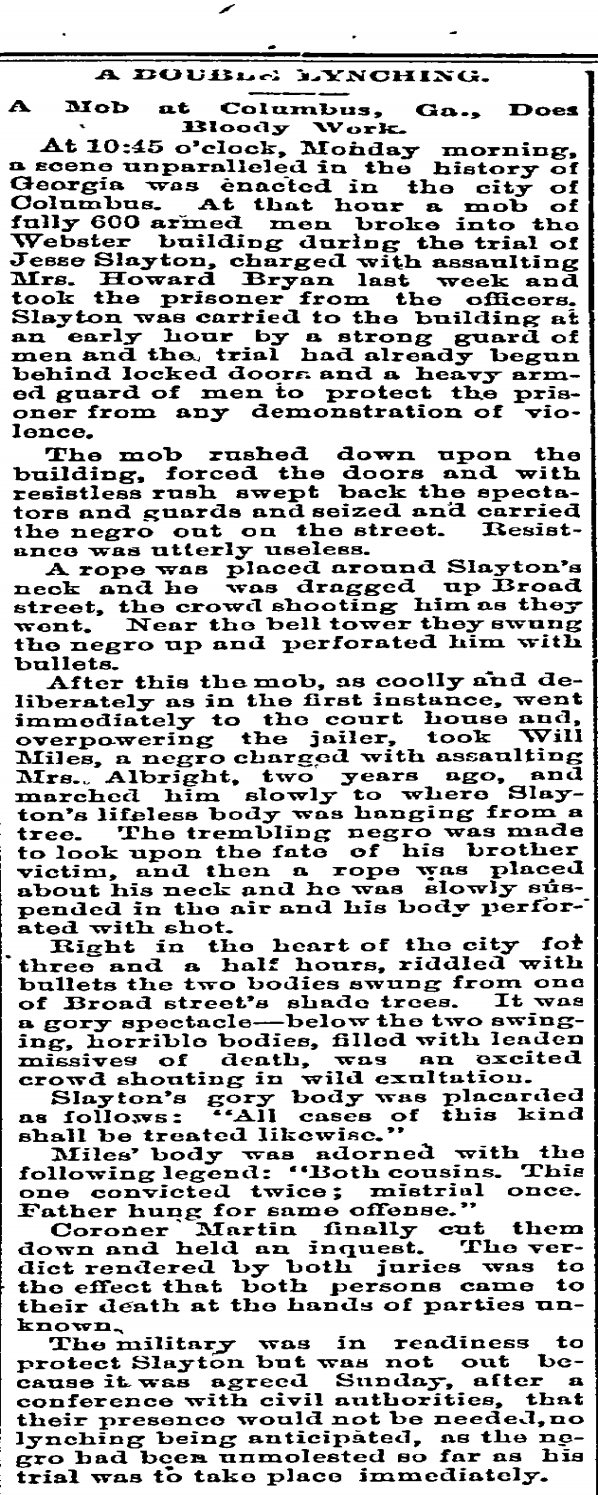 A DOUBLE LYNCHING.
A Mob at Columbus, Ga., Does
Bloody Work.
At 10:45 o'clock, Monday morning,
a scene unparalleled in the history of
Georgia was enacted in the city of
Columbus. At that hour a mob of
fully 600 armed men broke into the
Webster building during the trial of
Jesse Slayton, charged with assaulting
Mrs. Howard Bryan last week and
took the prisoner from the officers.
Slayton was carried to the building at
an early hour by a strong guard of
men and the trial had already begun
behind locked doors and a heavy arm-
ed guard of men to protect the pris-
oner from any demonstration of vio-
lence.
The mob rushed down upon the
building, forced the doors and with
resistless rush swept back the specta-
tors and guards and seized and carried
the negro out on the street. Resist-
ance was utterly useless.
A rope was placed around Slayton's
neck and he was dragged up Broad
street, the crowd shooting him as they
went. Near the bell tower they swung
the negro up and perforated him with
bullets.
After this the mob, as coolly and de-
liberately as in the first instance, went
immediately to the court house and,
overpowering the jailer, took Will
Miles, a negro charged with assaulting
Mrs. Albright, two years ago, and
marched him slowly to where Slay-
ton's lifeless body was hanging from a
tree. The trembling negro was made
to look upon the fate of his brother
victim, and then a rope was placed
about his neck and he was slowly sus-
pended in the air and his body perfor-
ated with shot.
Right in the heart of the city for
three and a half hours, riddled with
bullets the two bodies swung from one
of Broad street's shade trees. It was
a gory spectacle—below the two swing-
ing, horrible bodies, filled with leaden
missives of death, was an excited
crowd shouting in wild exultation.
Slayton's gory body was placarded
as follows: "All cases of this kind
shall be treated likewise."
Miles' body was adorned with the
following legend: "Both cousins. This
one convicted twice; mistrial once.
Father hung for same offense."
Coroner Martin finally cut them
down and held an inquest. The ver-
dict rendered by both juries was to
the effect that both persons came to
their death at the hands of parties un-
known.
The military was in readiness to
protect Slayton but was not out be-
cause it was agreed Sunday, after a
conference with civil authorities, that
their presence would not be needed, no
lynching being anticipated, as the ne-
gro had been unmolested so far as his
trial was to take place immediately.